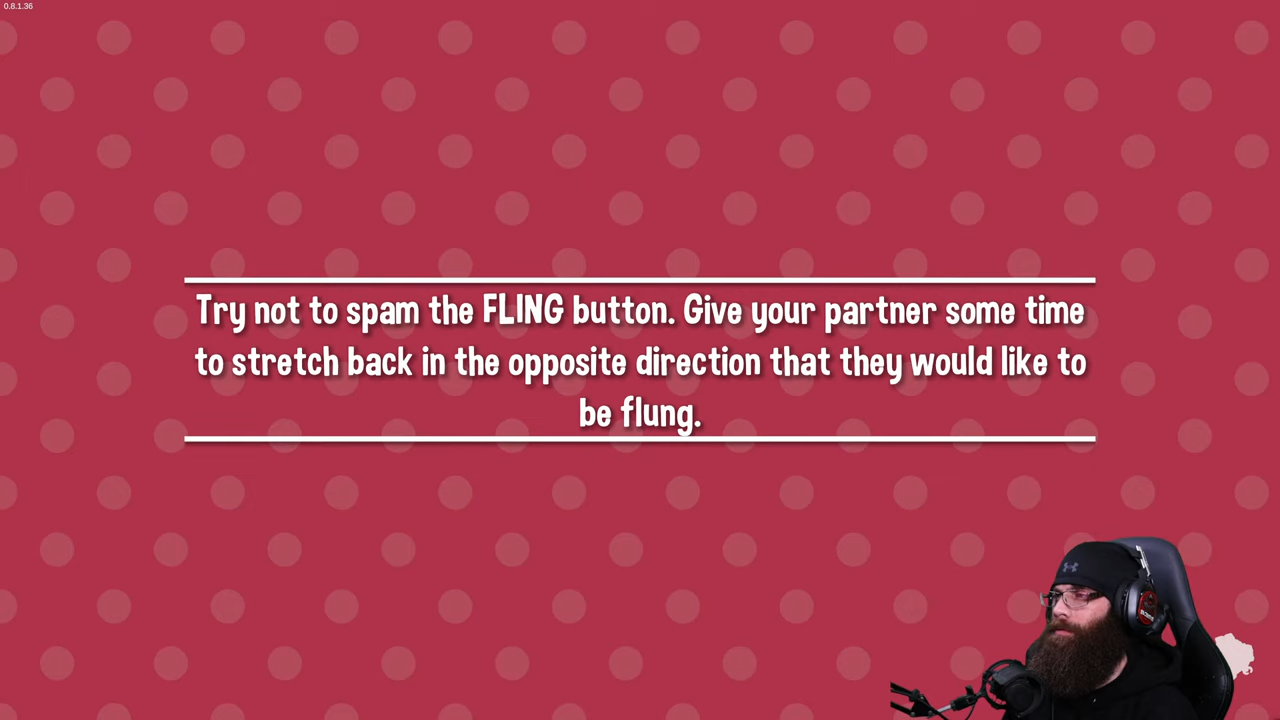 0.8.1.36
Try not to spam the FLING button. Give your partner some time
to stretch back in the opposite direction that they would like to
be flung.